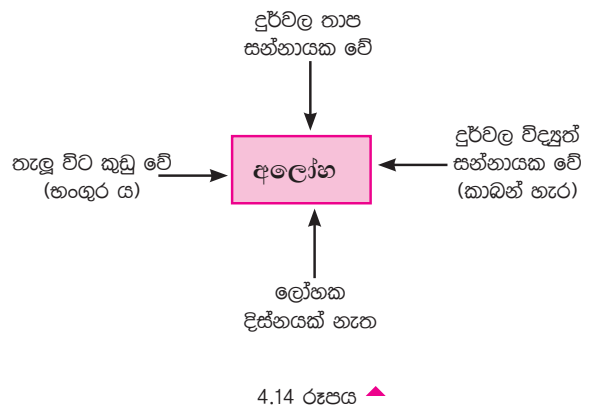 දුර්වල තාප
සන්නායක වේ
තැලූ විට කුඩු වේ
(භංගුර ය)
අලෝහ
දුර්වල විද්‍යුත්
සන්නායක වේ
(කාබන් හැර)
ලෝහක
දිස්නයක් නැත
4.14 රූපය